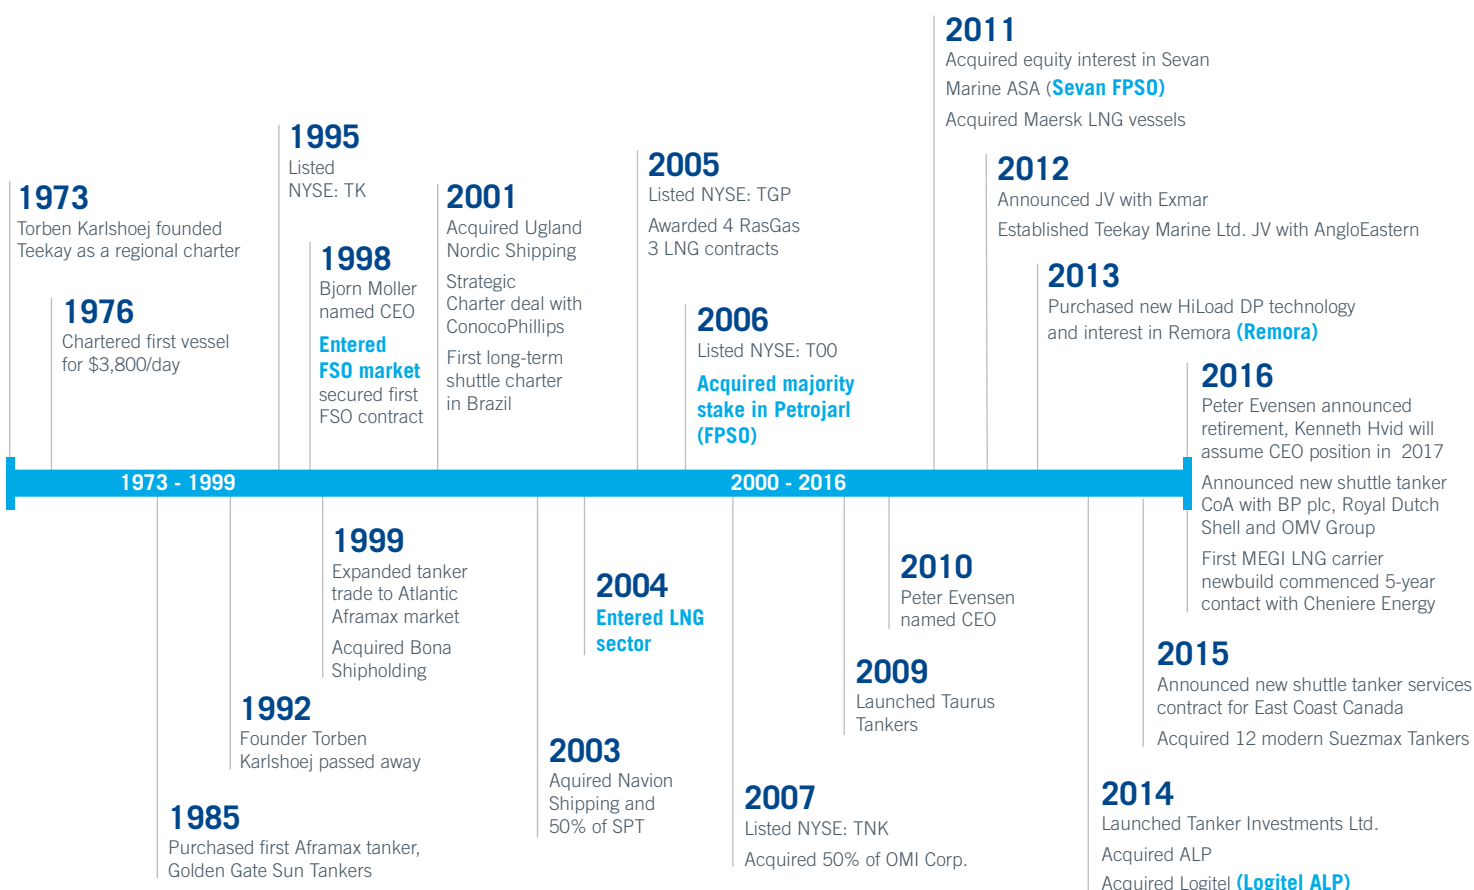 1973
Torben Karlshoej founded
Teekay as a regional charter
1976
Chartered first vessel
for $3,800/day
1995
Listed
NYSE: TK
1998
Bjorn Moller
named CEO
Entered
FSO market
secured first
FSO contract
2001
Acquired Ugland
Nordic Shipping
Strategic
Charter deal with
ConocoPhillips
First long-term
shuttle charter
in Brazil
2005
Listed NYSE: TGP
Awarded 4 RasGas
3 LNG contracts
2006
Listed NYSE: T00
Acquired majority
stake in Petrojarl
(FPSO)
2011
Acquired equity interest in Sevan
Marine ASA (Sevan FPSO)
Acquired Maersk LNG vessels
2012
Announced JV with Exmar
Established Teekay Marine Ltd. JV with AngloEastern
2013
Purchased new HiLoad DP technology
and interest in Remora (Remora)
2016
Peter Evensen announced
retirement, Kenneth Hvid will
assume CEO position in 2017
Announced new shuttle tanker
CoA with BP plc, Royal Dutch
Shell and OMV Group
First MEGI LNG carrier
newbuild commenced 5-year
contact with Cheniere Energy
1973 - 1999
2000 - 2016
1985
Purchased first Aframax tanker,
Golden Gate Sun Tankers
1992
Founder Torben
Karlshoej passed away
1999
Expanded tanker
trade to Atlantic
Aframax market
Acquired Bona
Shipholding
2003
Aquired Navion
Shipping and
50% of SPT
2004
Entered LNG
sector
2007
Listed NYSE: TNK
Acquired 50% of OMI Corp.
2009
Launched Taurus
Tankers
2010
Peter Evensen
named CEO
2014
Launched Tanker Investments Ltd.
Acquired ALP
Acquired Logitel (Logitel ALP)
2015
Announced new shuttle tanker services
contract for East Coast Canada
Acquired 12 modern Suezmax Tankers